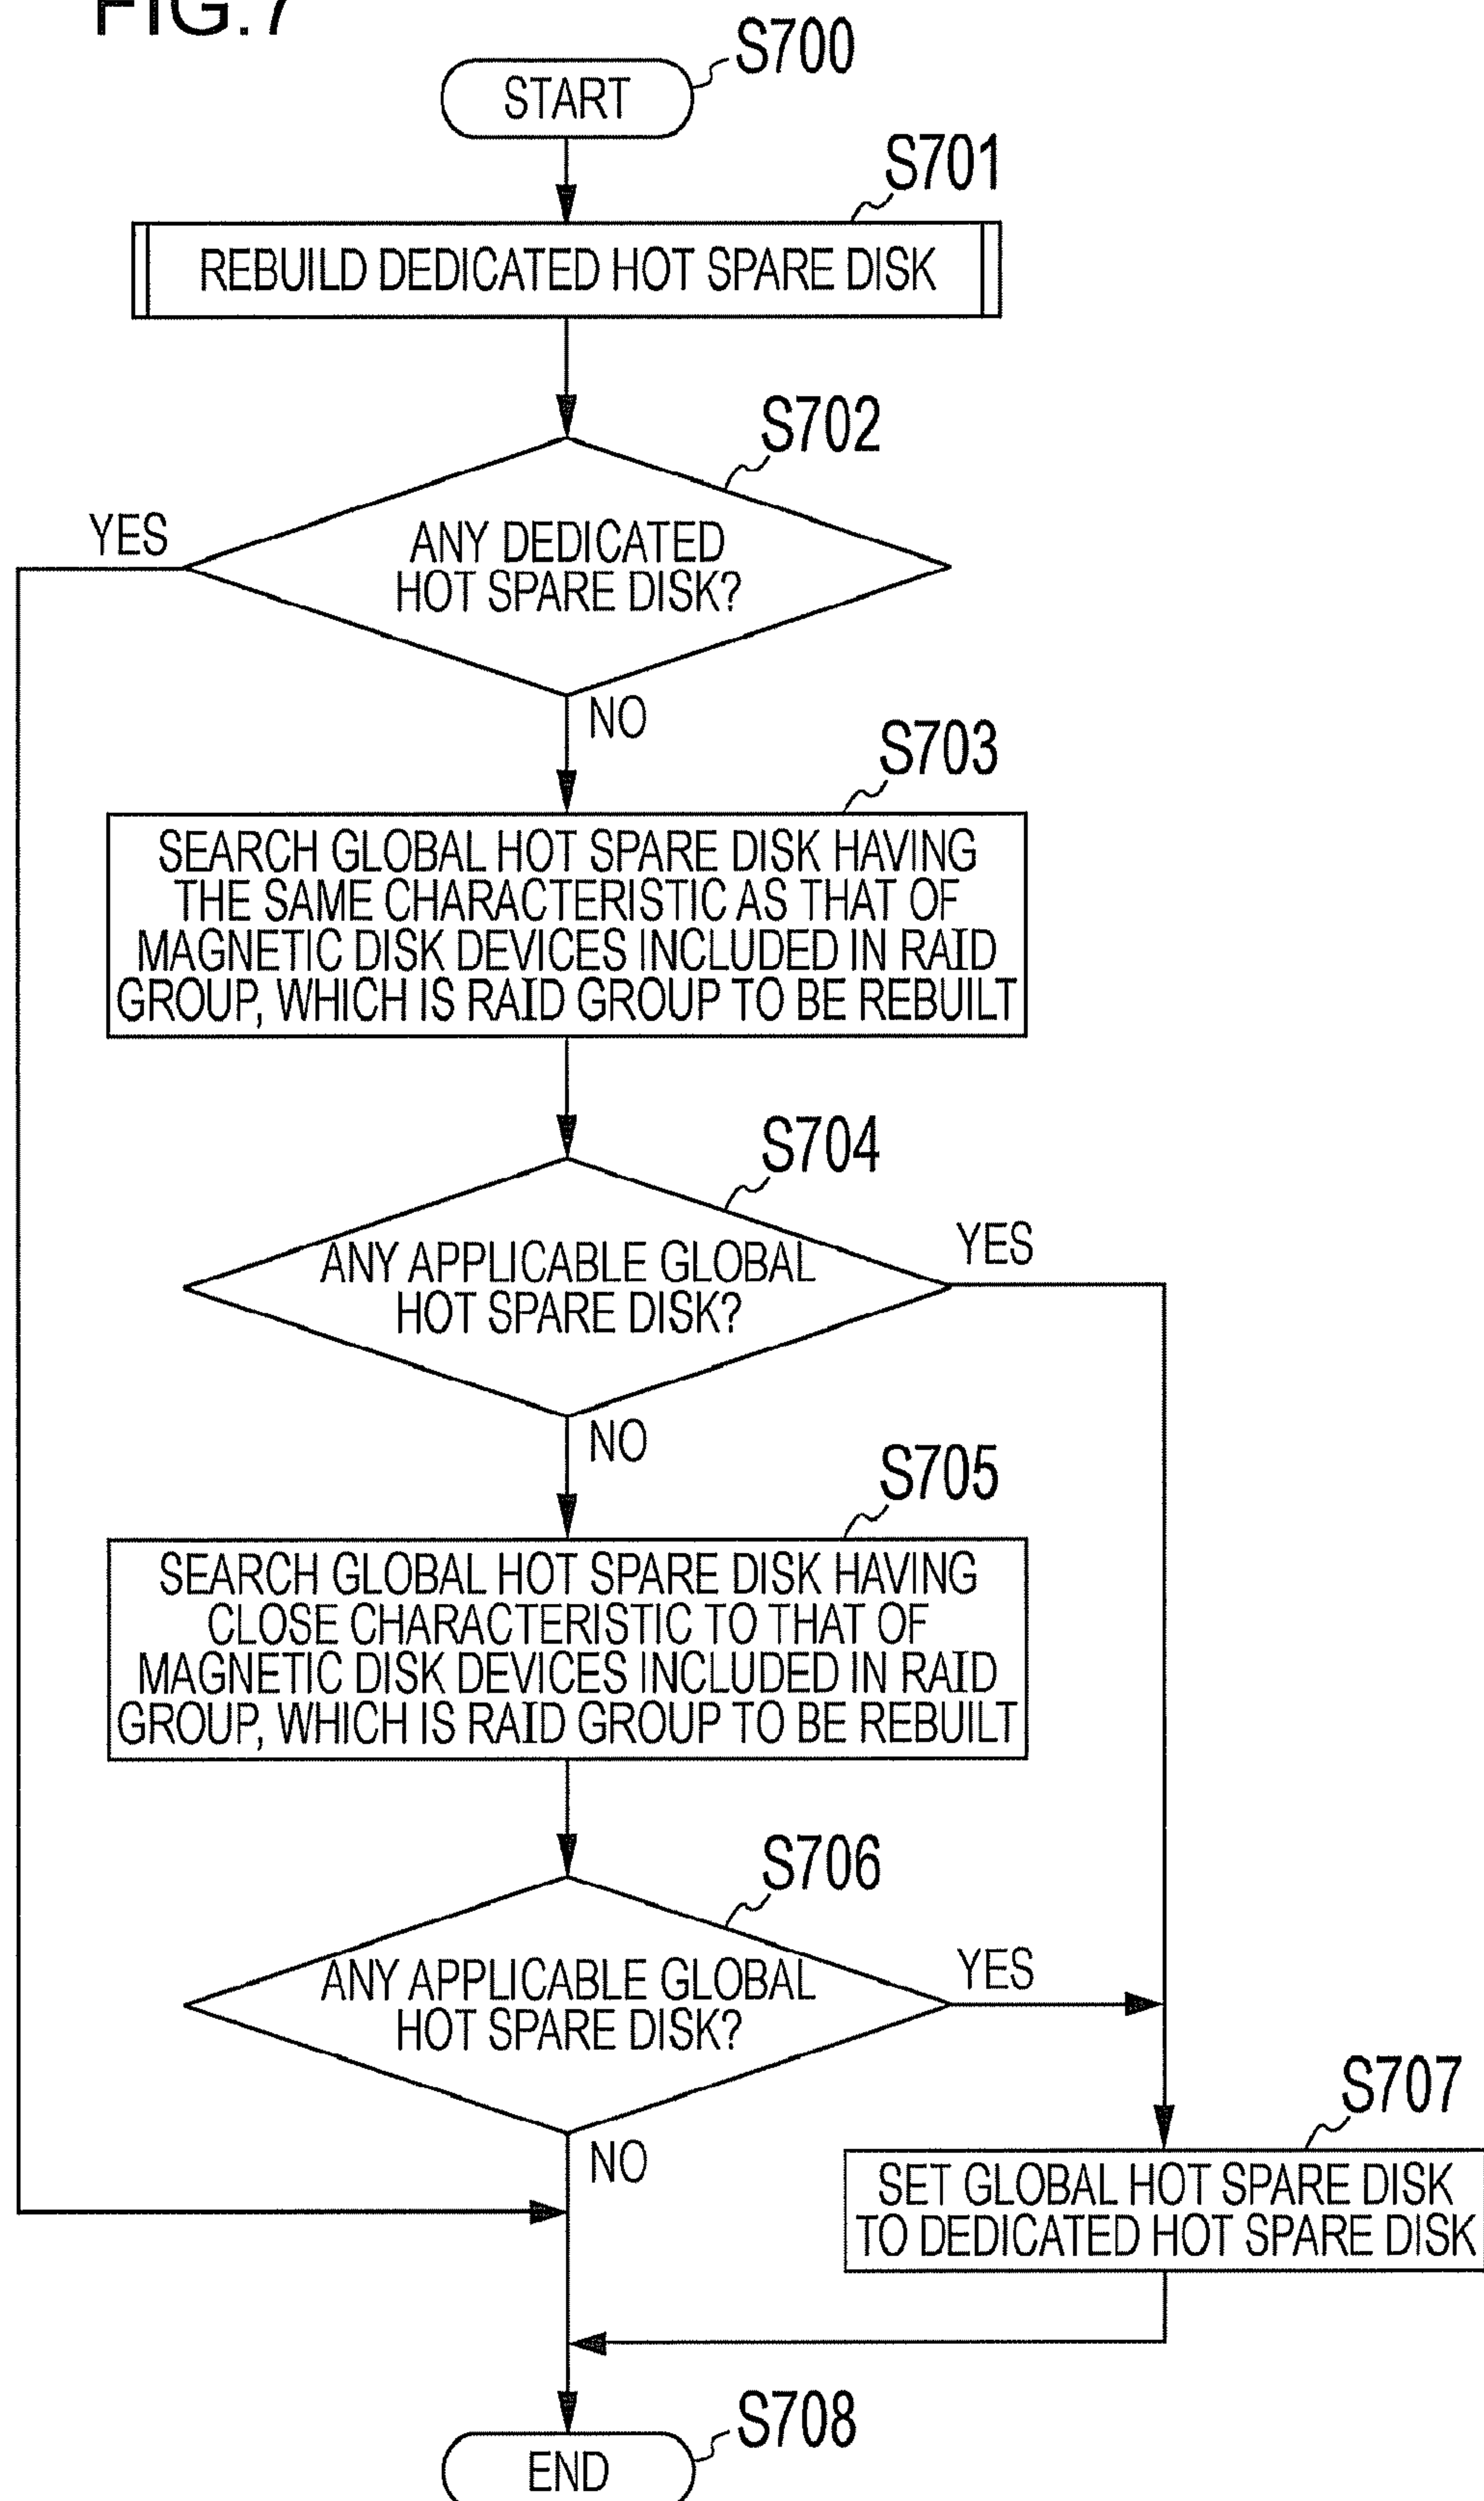 FIG.7
S700
START
S701
REBUILD DEDICATED HOT SPARE DISK
S702
YES
ANY DEDICATED
HOT SPARE DISK?
NO
S703
SEARCH GLOBAL HOT SPARE DISK HAVING
THE SAME CHARACTERISTIC AS THAT OF
MAGNETIC DISK DEVICES INCLUDED IN RAID
GROUP, WHICH IS RAID GROUP TO BE REBUILT
S704
ANY APPLICABLE GLOBAL
HOT SPARE DISK?
YES
NO
S705
SEARCH GLOBAL HOT SPARE DISK HAVING
CLOSE CHARACTERISTIC TO THAT OF
MAGNETIC DISK DEVICES INCLUDED IN RAID
GROUP, WHICH IS RAID GROUP TO BE REBUILT
S706
ANY APPLICABLE GLOBAL
HOT SPARE DISK?
YES
NO
S707
SET GLOBAL HOT SPARE DISK
TO DEDICATED HOT SPARE DISK
S708
END